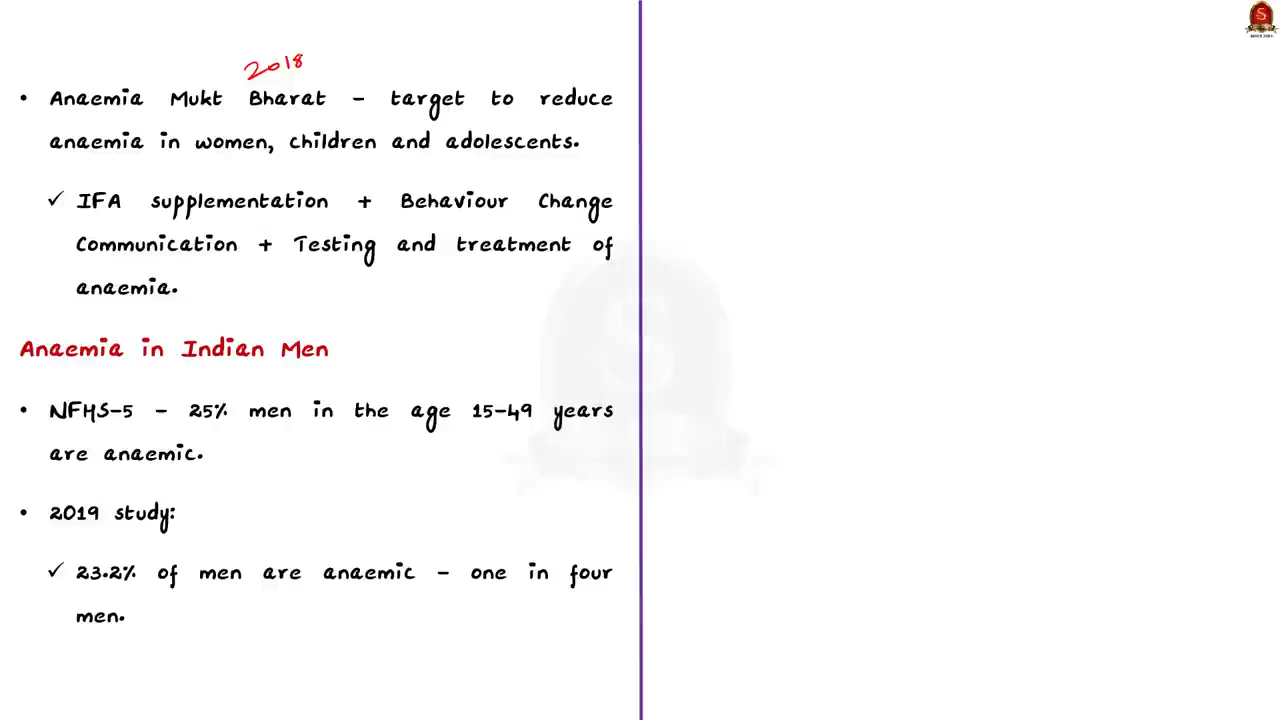 2018
• Anaemia Mukt Bharat – target to reduce
anaemia in women, children and adolescents.
✓ IFA supplementation + Behaviour Change
Communication + Testing and treatment of
anaemia.
Anaemia in Indian Men
• NFHS-5 – 25% men in the age 15-49 years
are anaemic.
• 2019 study:
✓ 23.2% of men are anaemic – one in four
men.